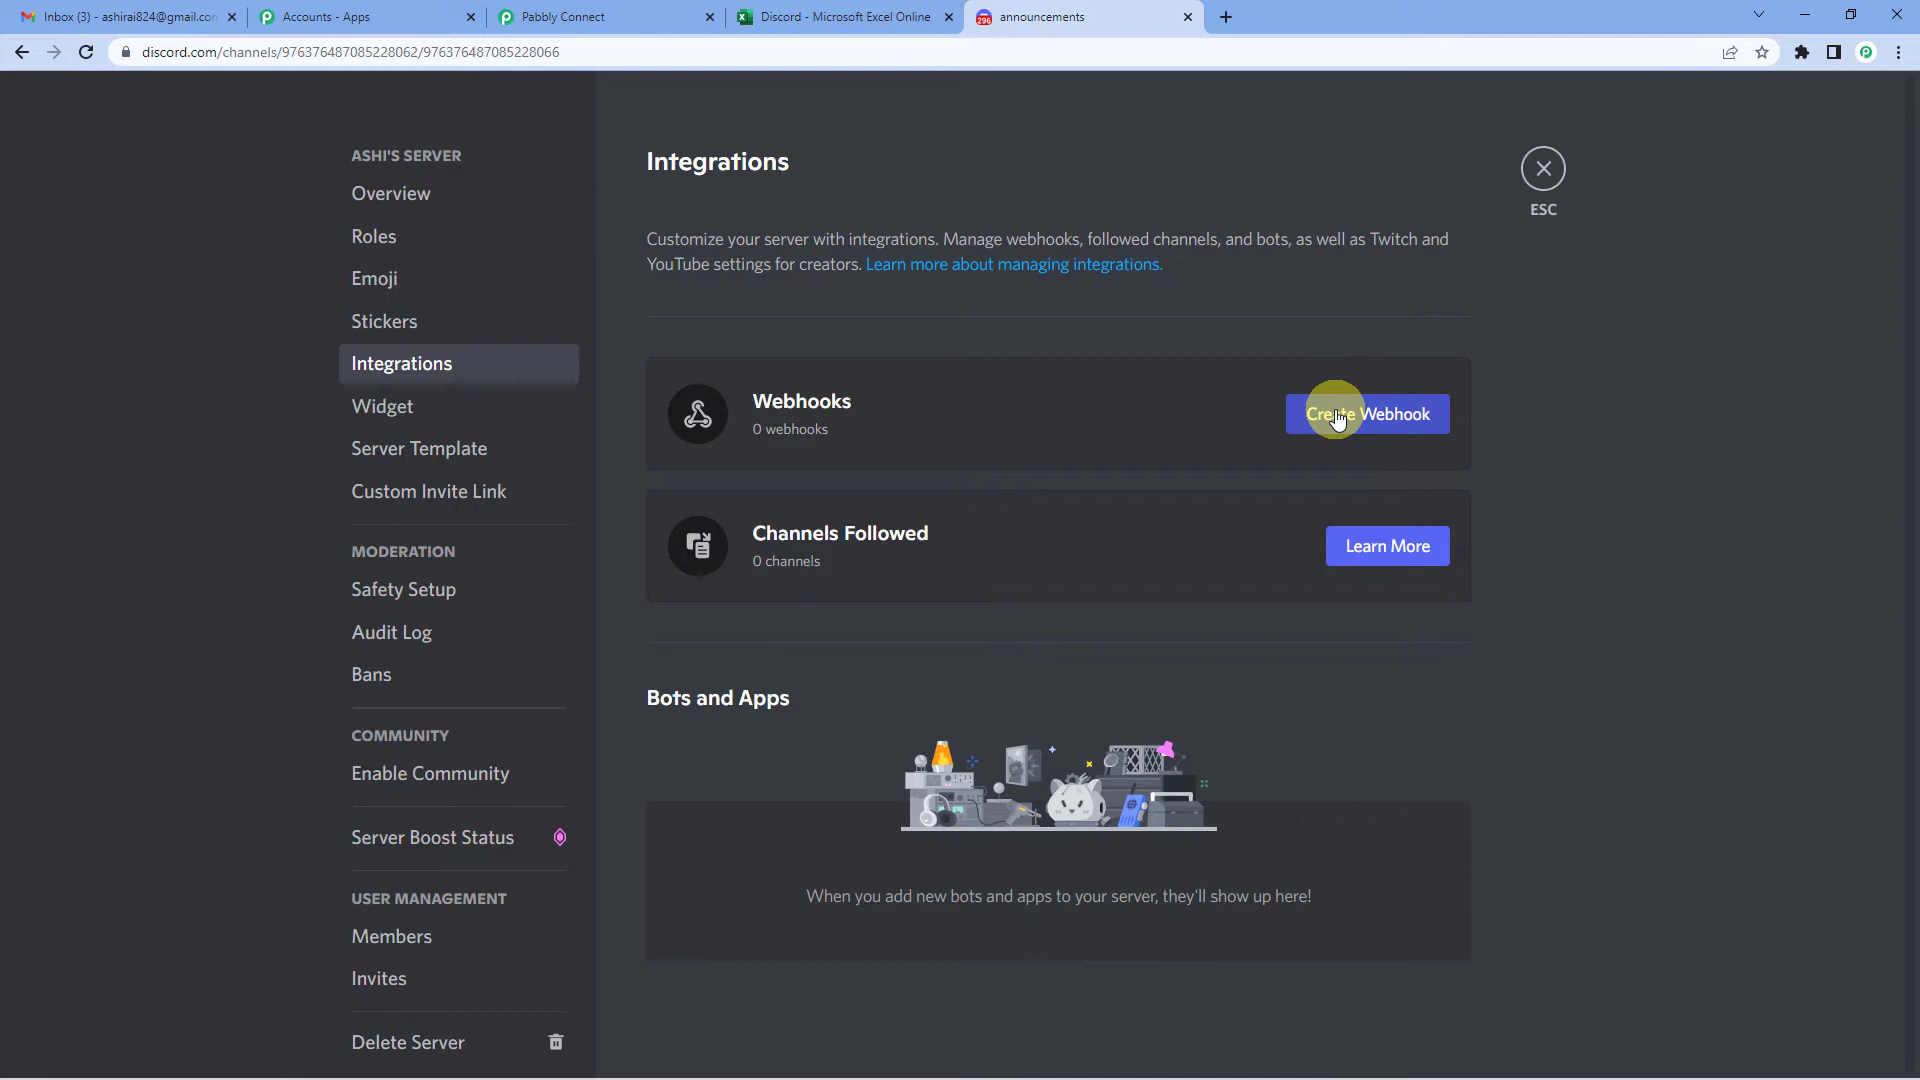 Inbox (3) - ashirai824@gmail.con
Accounts - Apps
Pabbly Connect
Discord - Microsoft Excel Online
296
announcements
discord.com/channels/976376487085228062/976376487085228066
ASHI'S SERVER
Overview
Roles
Emoji
Stickers
Integrations
Widget
Server Template
Custom Invite Link
MODERATION
Safety Setup
Audit Log
Bans
COMMUNITY
Enable Community
Server Boost Status
USER MANAGEMENT
Members
Invites
Delete Server
Integrations
ESC
Customize your server with integrations. Manage webhooks, followed channels, and bots, as well as Twitch and
YouTube settings for creators. Learn more about managing integrations.
Webhooks
0 webhooks
Create Webhook
Channels Followed
0 channels
Learn More
Bots and Apps
When you add new bots and apps to your server, they'll show up here!